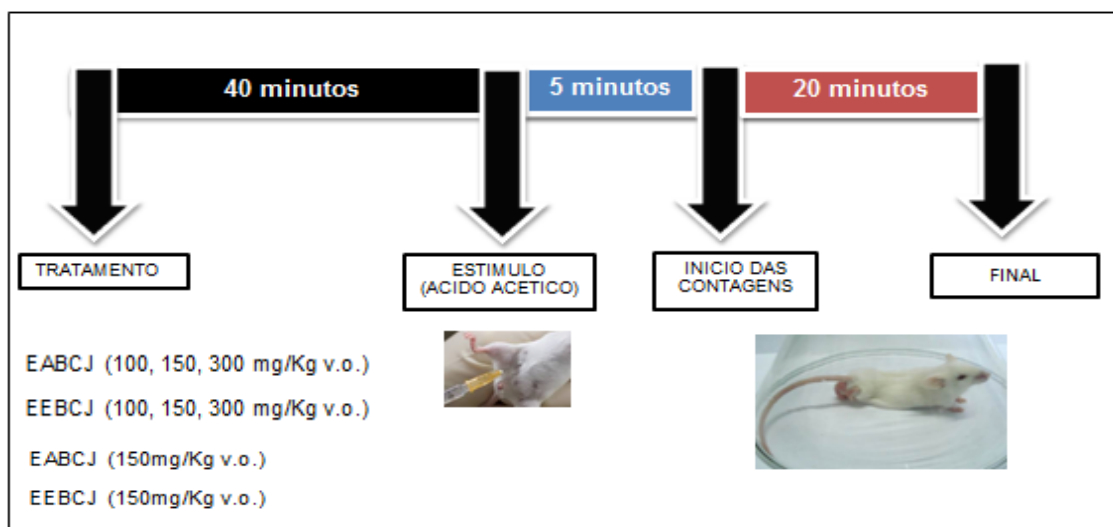 40 minutos
5 minutos
20 minutos
TRATAMENTO
ESTIMULO
(ACIDO ACETICO)
INICIO DAS
CONTAGENS
FINAL
EABCJ (100, 150, 300 mg/Kg v.o.)
EEBCJ (100, 150, 300 mg/Kg v.o.)
EABCJ (150mg/Kg v.o.)
EEBCJ (150mg/Kg v.o.)